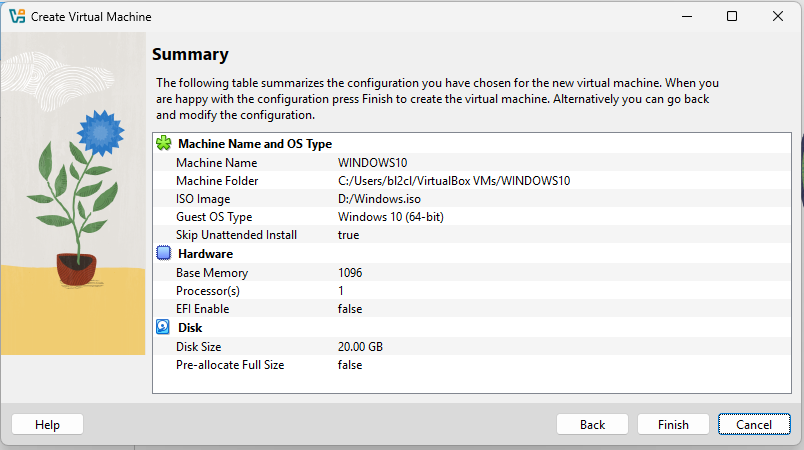 Create Virtual Machine
Summary
The following table summarizes the configuration you have chosen for the new virtual machine. When you
are happy with the configuration press Finish to create the virtual machine. Alternatively you can go back
and modify the configuration.
Machine Name and OS Type
Machine Name WINDOWS10
Machine Folder C:/Users/bl2cl/VirtualBox VMs/WINDOWS10
ISO Image D:/Windows.iso
Guest OS Type Windows 10 (64-bit)
Skip Unattended Install true
Hardware
Base Memory 1096
Processor(s) 1
EFI Enable false
Disk
Disk Size 20.00 GB
Pre-allocate Full Size false
Help Back Finish Cancel